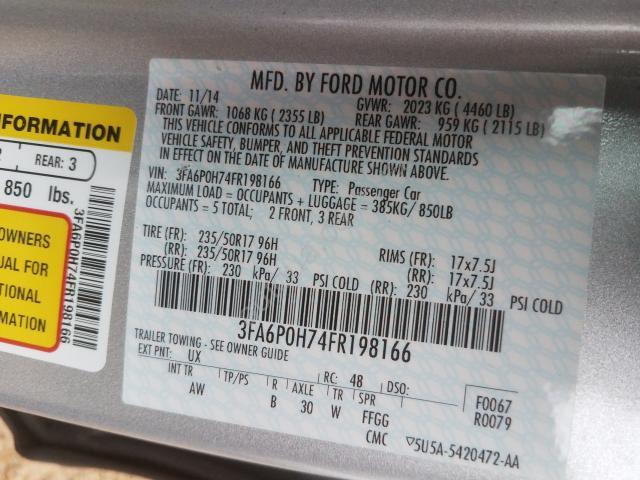 MFD. BY FORD MOTOR CO.
DATE: 11/14 GVWR: 2023 KG ( 4460 LB)
FRONT GAWR: 1068 KG ( 2355 LB) REAR GAWR: 959 KG ( 2115 LB)
THIS VEHICLE CONFORMS TO ALL APPLICABLE FEDERAL MOTOR
VEHICLE SAFETY, BUMPER, AND THEFT PREVENTION STANDARDS
IN EFFECT ON THE DATE OF MANUFACTURE SHOWN ABOVE.
VIN: 3FA6P0H74FR198166 TYPE: Passenger Car
MAXIMUM LOAD = OCCUPANTS + LUGGAGE = 385KG/ 850LB
OCCUPANTS = 5 TOTAL; 2 FRONT, 3 REAR
TIRE (FR): 235/50R17 96H RIMS (FR): 17x7.5J
(RR): 235/50R17 96H (RR): 17x7.5J
PRESSURE (FR): 230 kPa/ 33 PSI COLD (RR): 230 kPa/ 33 PSI COLD
3FA6P0H74FR198166
TRAILER TOWING - SEE OWNER GUIDE
EXT PNT: UX RC: 48 DSO:
INT TR TP/PS R AXLE TR SPR
AW B 30 W FFGG
CMC
F0067
R0079
5U5A-5420472-AA
FORMATION
REAR: 3
850 lbs.
OWNERS
UAL FOR
TIONAL
MATION
3FA6P0H74FR198166